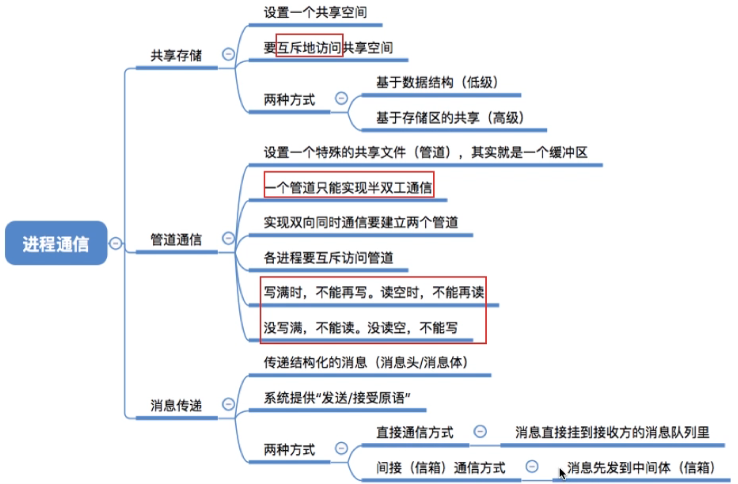 进程通信
共享存储
设置一个共享空间
要互斥地访问共享空间
两种方式
基于数据结构（低级）
基于存储区的共享（高级）
管道通信
设置一个特殊的共享文件（管道），其实就是一个缓冲区
一个管道只能实现半双工通信
实现双向同时通信要建立两个管道
各进程要互斥访问管道
写满时，不能再写。读空时，不能再读
没写满，不能读。没读空，不能写
消息传递
传递结构化的消息（消息头/消息体）
系统提供“发送/接受原语”
两种方式
直接通信方式
消息直接挂到接收方的消息队列里
间接（信箱）通信方式
消息先发到中间体（信箱）